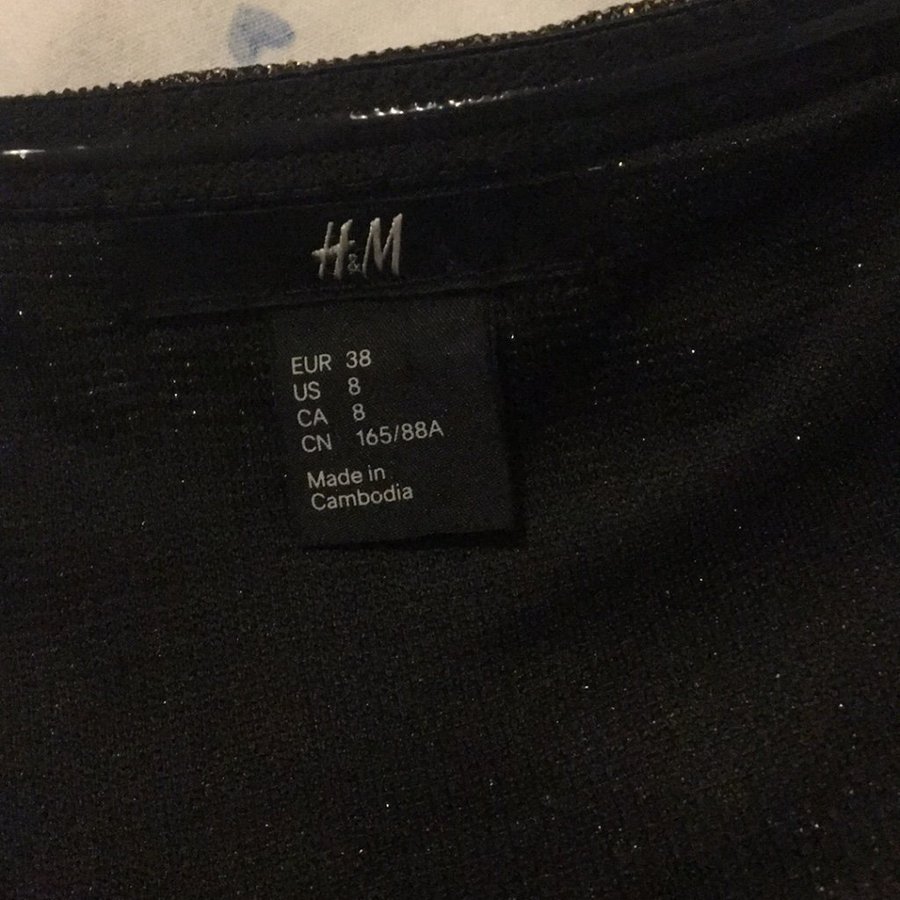 H&M
EUR 38
US 8
CA 8
CN 165/88A
Made in
Cambodia